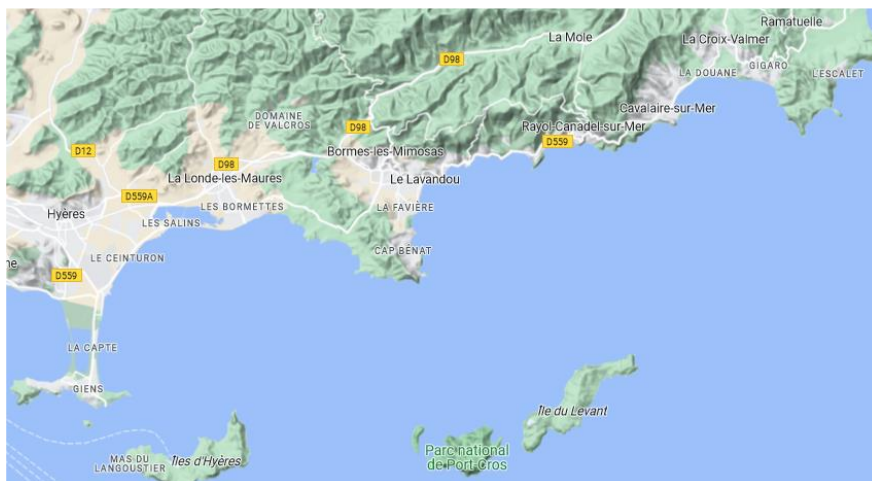 Ramatuelle
La Mole
La Croix-Valmer
GIGARO
D98
LA DOUANE
L'ESCALET
Cavalaire-sur-Mer
DOMAINE
DE VALCROS
D98
Rayol-Canadel-sur-Mer
D559
D12
Bormes-les-Mimosas
D98
La Londe-les-Maures
Le Lavandou
D559A
LES BORMETTES
LA FAVIÈRE
Hyères
LES SALINS
CAP BÉNAT
LE CEINTURON
ne
D559
LA CAPTE
GIENS
Île du Levant
Parc national
de Port-Cros
MAS DU
LANGOUSTIER
Îles d'Hyères